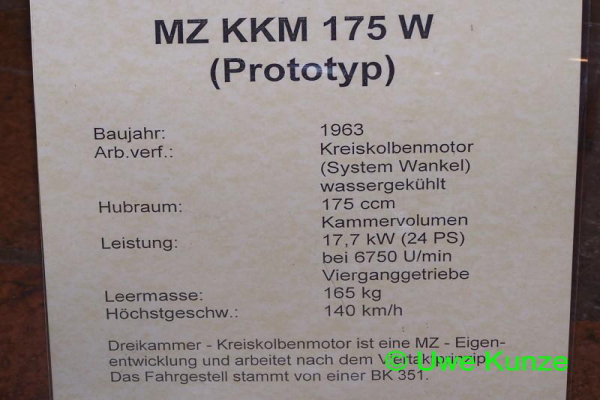 MZ KKM 175 W
(Prototyp)
Baujahr: 1963
Arb.verf.: Kreiskolbenmotor
(System Wankel)
wassergekühlt
Hubraum: 175 ccm
Kammervolumen
Leistung: 17,7 kW (24 PS)
bei 6750 U/min
Vierganggetriebe
Leermasse: 165 kg
Höchstgeschw.: 140 km/h
Dreikammer - Kreiskolbenmotor ist eine MZ - Eigen-
entwicklung und arbeitet nach dem Viertaktprinzip.
Das Fahrgestell stammt von einer BK 351.
© Uwe Kunze